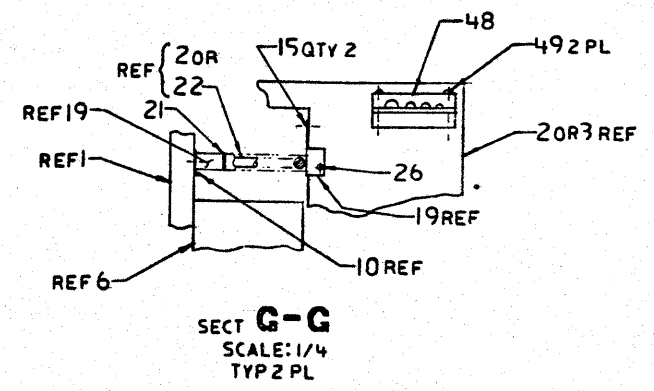 48
15 QTY 2
49 2 PL
REF { 2 OR
22
21
REF 19
2 OR 3 REF
REF 1
26
19 REF
10 REF
REF 6
SECT G-G
SCALE: 1/4
TYP 2 PL